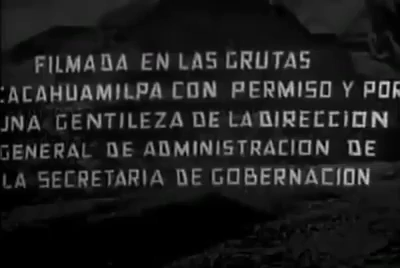 FILMADA EN LAS GRUTAS
CACAHUAMILPA CON PERMISO Y POR
UNA GENTILEZA DE LA DIRECCION
GENERAL DE ADMINISTRACION DE
LA SECRETARIA DE GOBERNACION